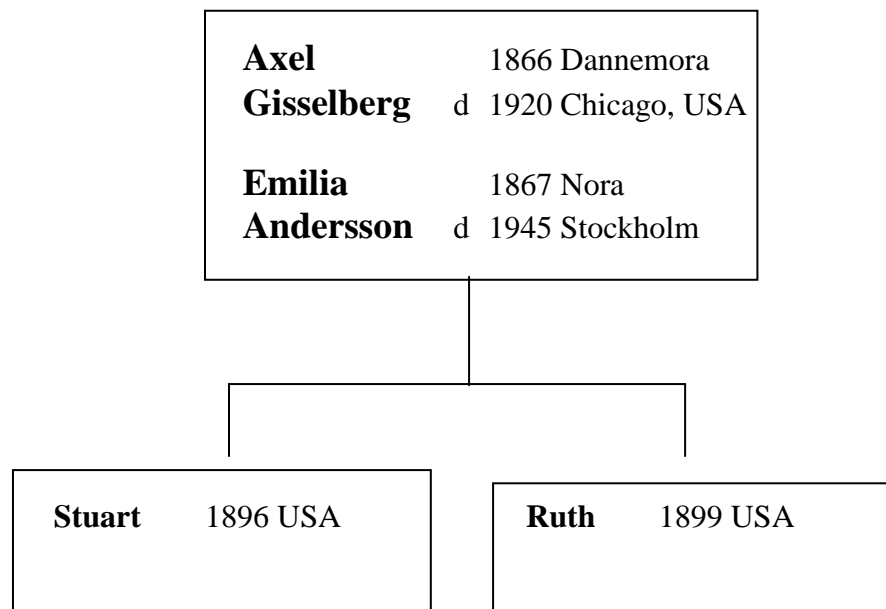 Axel 1866 Dannemora
Gisselberg d 1920 Chicago, USA
Emilia 1867 Nora
Andersson d 1945 Stockholm
Stuart 1896 USA
Ruth 1899 USA